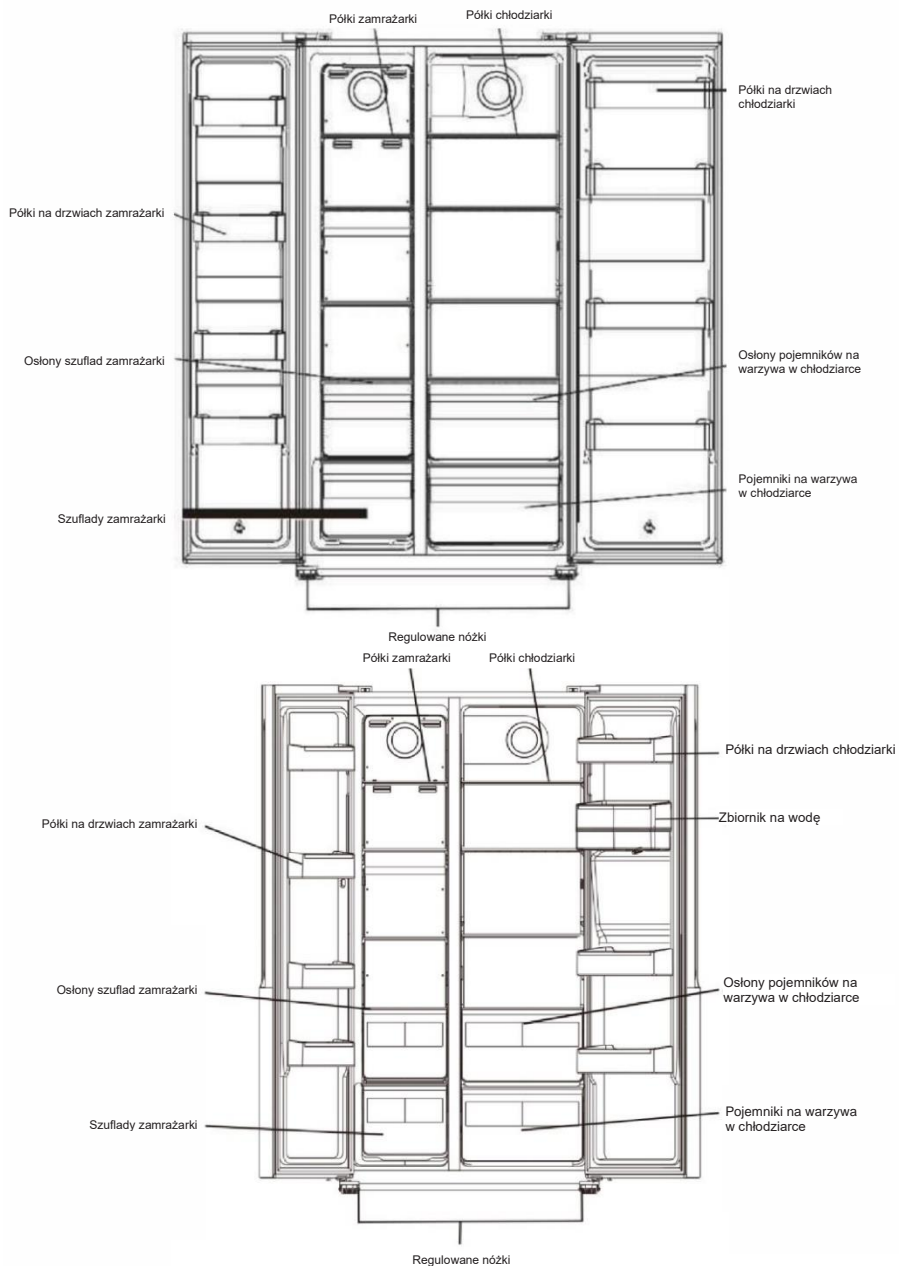 Półki zamrażarki
Półki chłodziarki
Półki na drzwiach
chłodziarki
Półki na drzwiach zamrażarki
Osłony szuflad zamrażarki
Osłony pojemników na
warzywa w chłodziarce
Pojemniki na warzywa
w chłodziarce
Szuflady zamrażarki
Regulowane nóżki
Półki zamrażarki
Półki chłodziarki
Półki na drzwiach chłodziarki
Zbiornik na wodę
Półki na drzwiach zamrażarki
Osłony szuflad zamrażarki
Osłony pojemników na
warzywa w chłodziarce
Pojemniki na warzywa
w chłodziarce
Szuflady zamrażarki
Regulowane nóżki